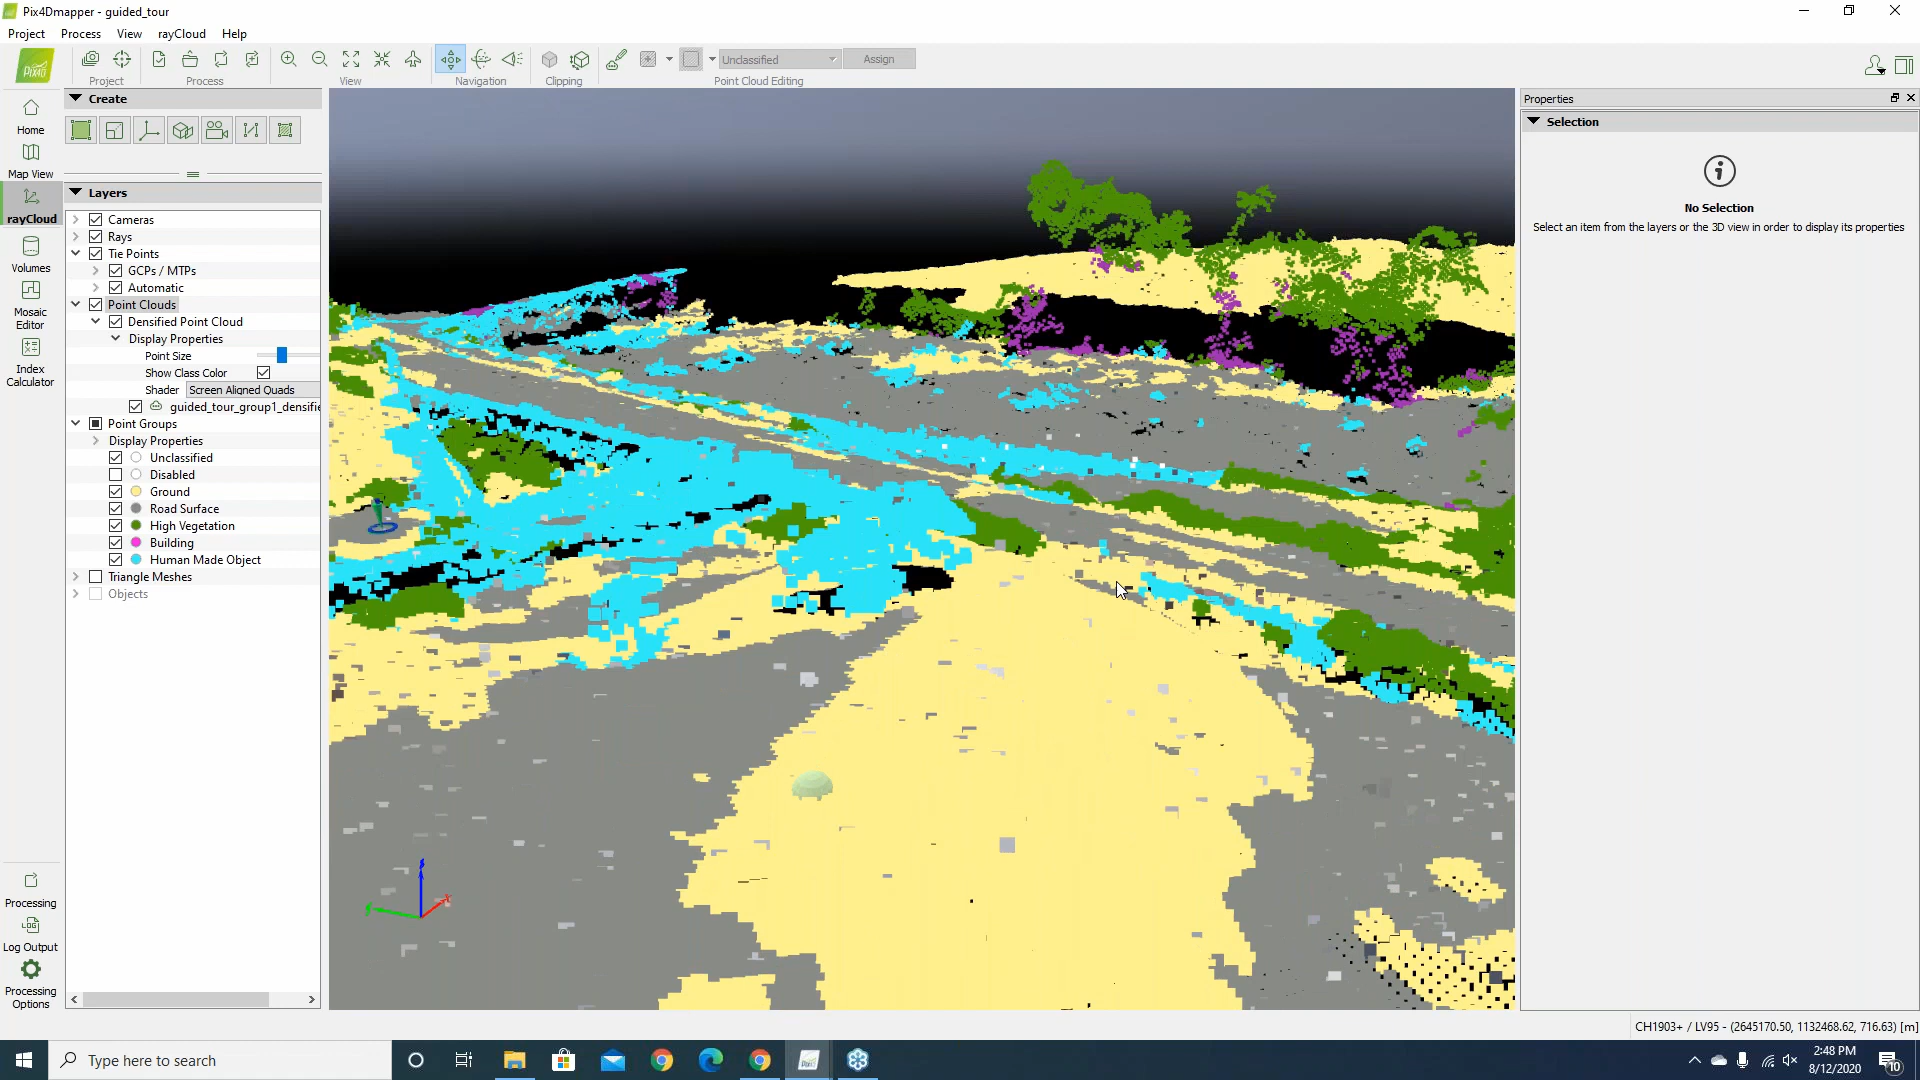 Pix4Dmapper - guided_tour
Project Process View rayCloud Help
PIX4D
Unclassified Assign
Project Process View Navigation Clipping Point Cloud Editing
Create
Home
Map View
rayCloud
Volumes
Mosaic
Editor
Index
Calculator
Layers
Cameras
Rays
Tie Points
GCPs / MTPs
Automatic
Point Clouds
Densified Point Cloud
Display Properties
Point Size
Show Class Color
Shader Screen Aligned Quads
guided_tour_group1_densifie
Point Groups
Display Properties
Unclassified
Disabled
Ground
Road Surface
High Vegetation
Building
Human Made Object
Triangle Meshes
Objects
Processing
LOG
Log Output
Processing
Options
Properties
Selection
No Selection
Select an item from the layers or the 3D view in order to display its properties
CH1903+ / LV95 - (2645170.50, 1132468.62, 716.63) [m]
Type here to search
2:48 PM
8/12/2020
10